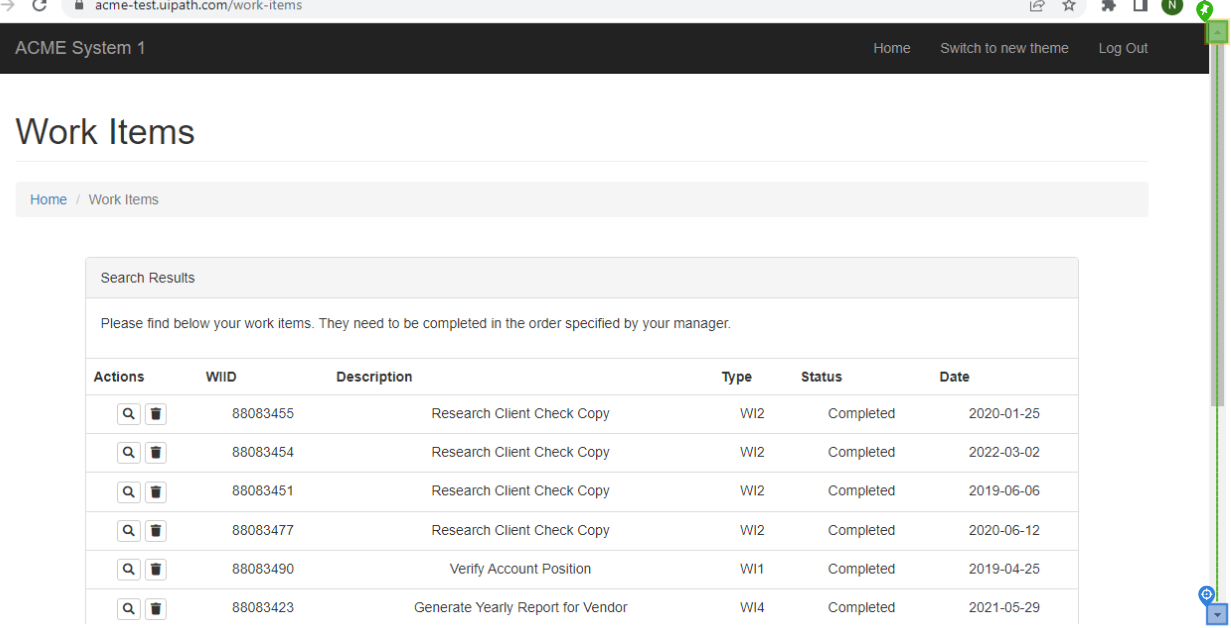 acme-test.uipath.com/work-items
N
ACME System 1 Home Switch to new theme Log Out
Work Items
Home / Work Items
Search Results
Please find below your work items. They need to be completed in the order specified by your manager.
Actions WIID Description Type Status Date
88083455 Research Client Check Copy WI2 Completed 2020-01-25
88083454 Research Client Check Copy WI2 Completed 2022-03-02
88083451 Research Client Check Copy WI2 Completed 2019-06-06
88083477 Research Client Check Copy WI2 Completed 2020-06-12
88083490 Verify Account Position WI1 Completed 2019-04-25
88083423 Generate Yearly Report for Vendor WI4 Completed 2021-05-29